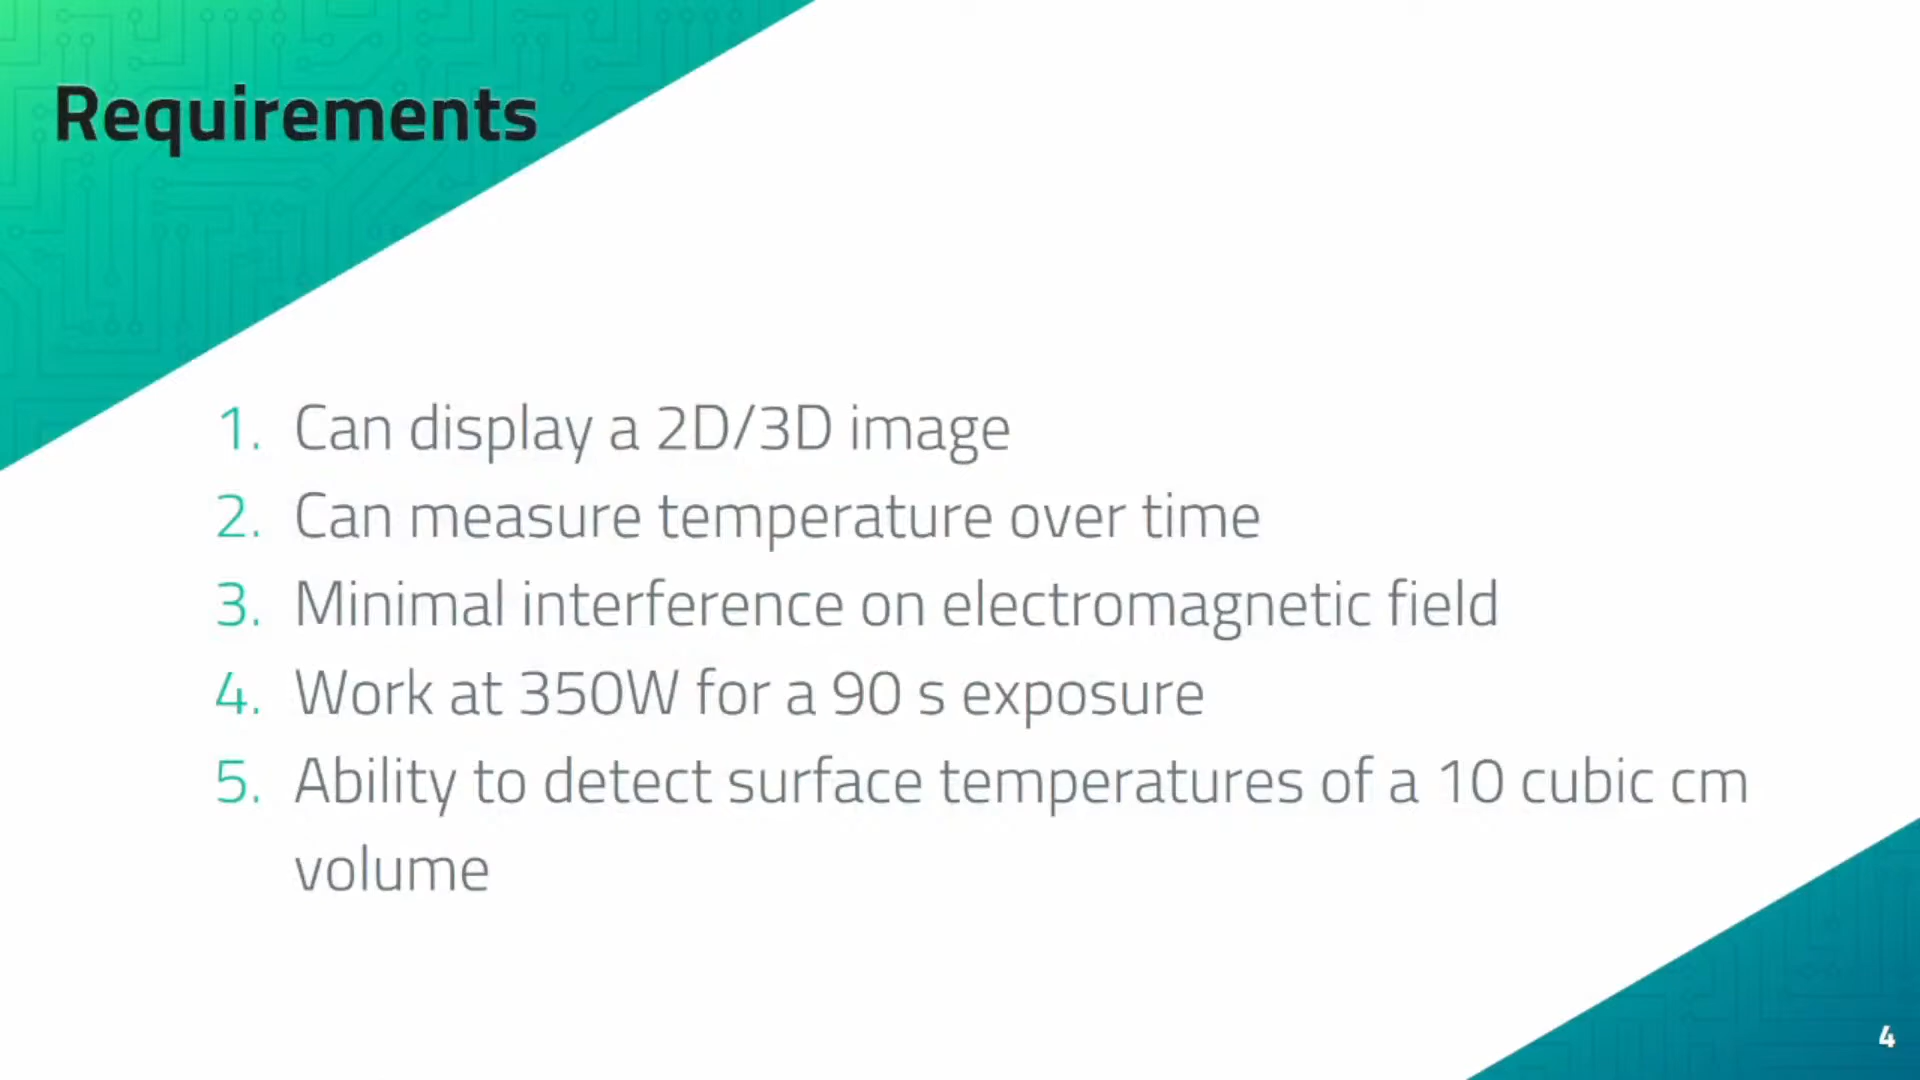 Requirements
1. Can display a 2D/3D image
2. Can measure temperature over time
3. Minimal interference on electromagnetic field
4. Work at 350W for a 90 s exposure
5. Ability to detect surface temperatures of a 10 cubic cm
volume
4